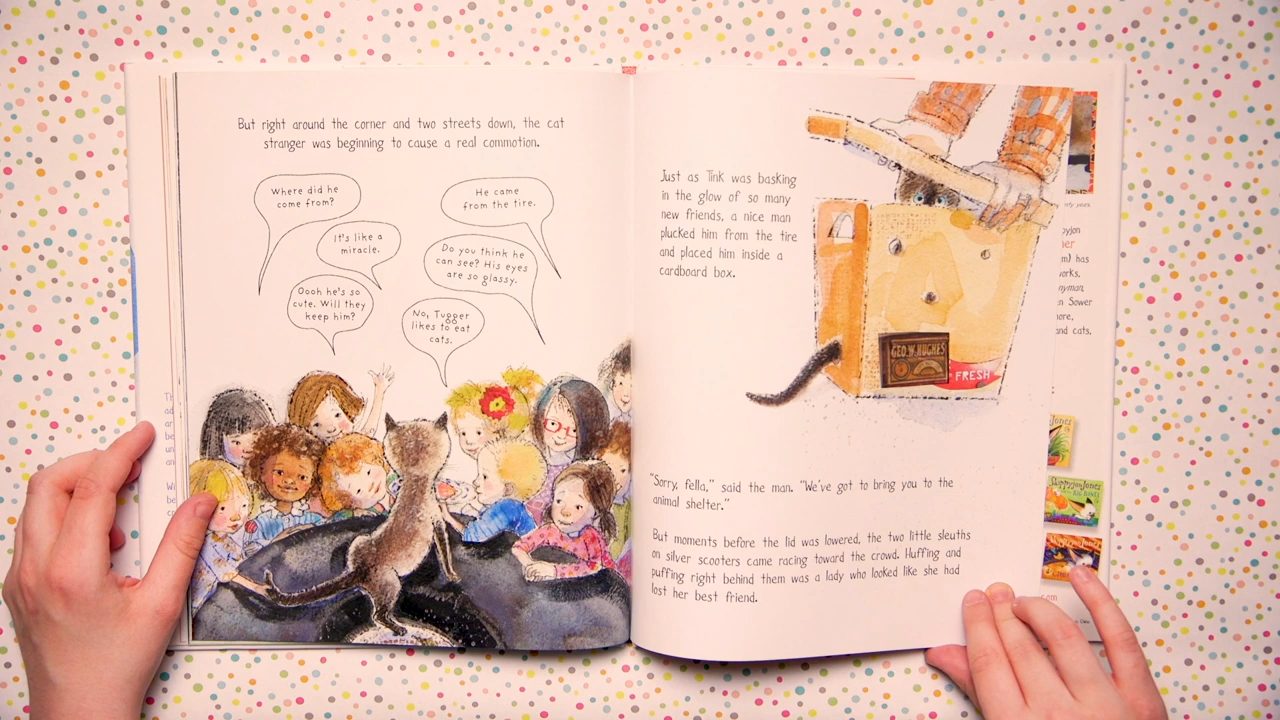 But right around the corner and two streets down, the cat
stranger was beginning to cause a real commotion.
Where did he
come from?
He came
from the tire.
It's like a
miracle.
Do you think he
can see? His eyes
are so glassy.
Oooh he's so
cute. Will they
keep him?
No, Tugger
likes to eat
cats.
Just as Tink was basking
in the glow of so many
new friends, a nice man
plucked him from the tire
and placed him inside a
cardboard box.
GEO.W.HUGHES
FRESH
"Sorry, fella," said the man. "We've got to bring you to the
animal shelter."
But moments before the lid was lowered, the two little sleuths
on silver scooters came racing toward the crowd. Huffing and
puffing right behind them was a lady who looked like she had
lost her best friend.
has
Sower
and cats.
Jones
SkippyjonJones
SkippyjonJones